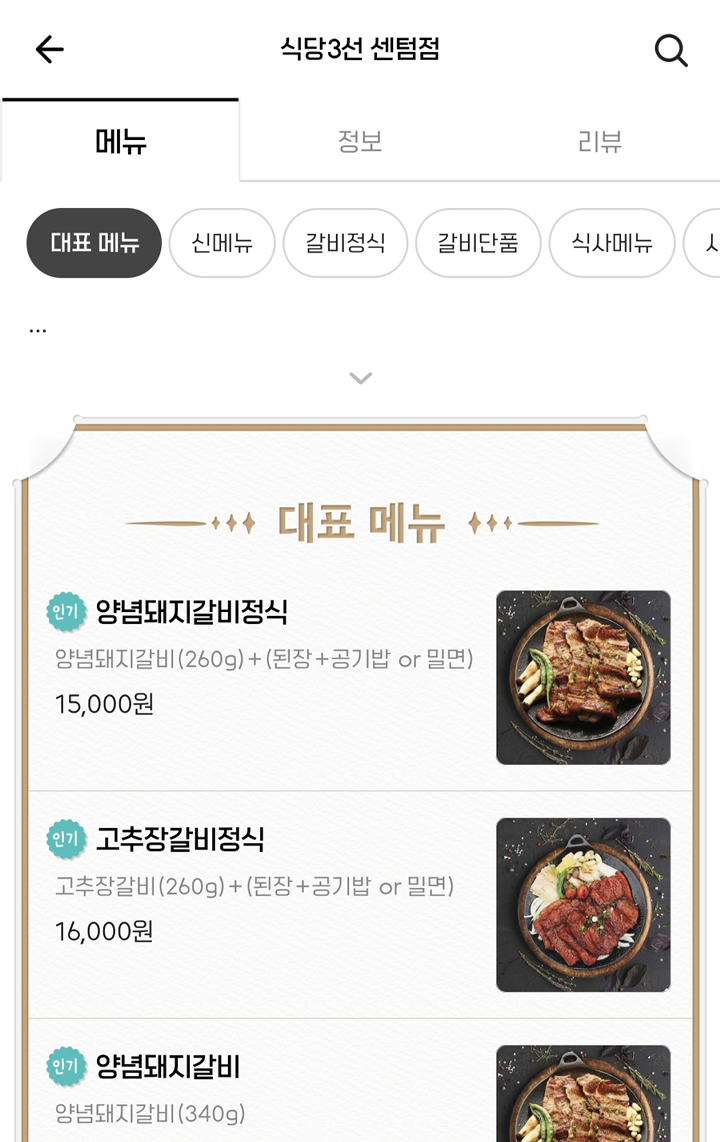 식당3선 센텀점
메뉴
정보
리뷰
대표 메뉴
신메뉴
갈비정식
갈비단품
식사메뉴
...
대표 메뉴
인기 양념돼지갈비정식
양념돼지갈비(260g)+(된장+공기밥 or 밀면)
15,000원
인기 고추장갈비정식
고추장갈비(260g)+(된장+공기밥 or 밀면)
16,000원
인기 양념돼지갈비
양념돼지갈비(340g)